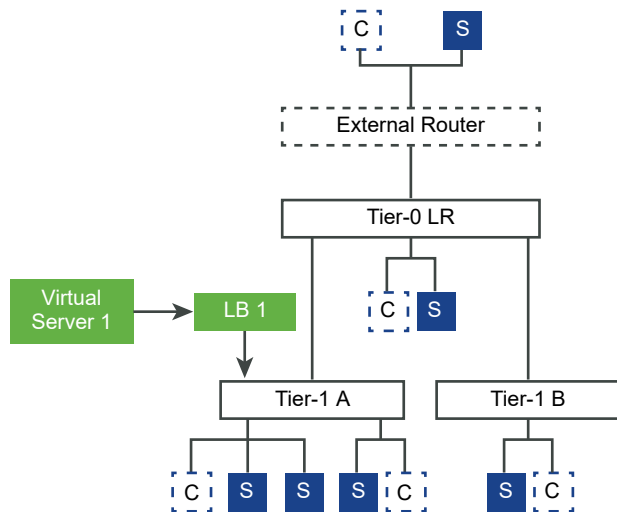 C
S
External Router
Tier-0 LR
Virtual
Server 1
LB 1
C
S
Tier-1 A
Tier-1 B
C
S
S
S
C
S
C